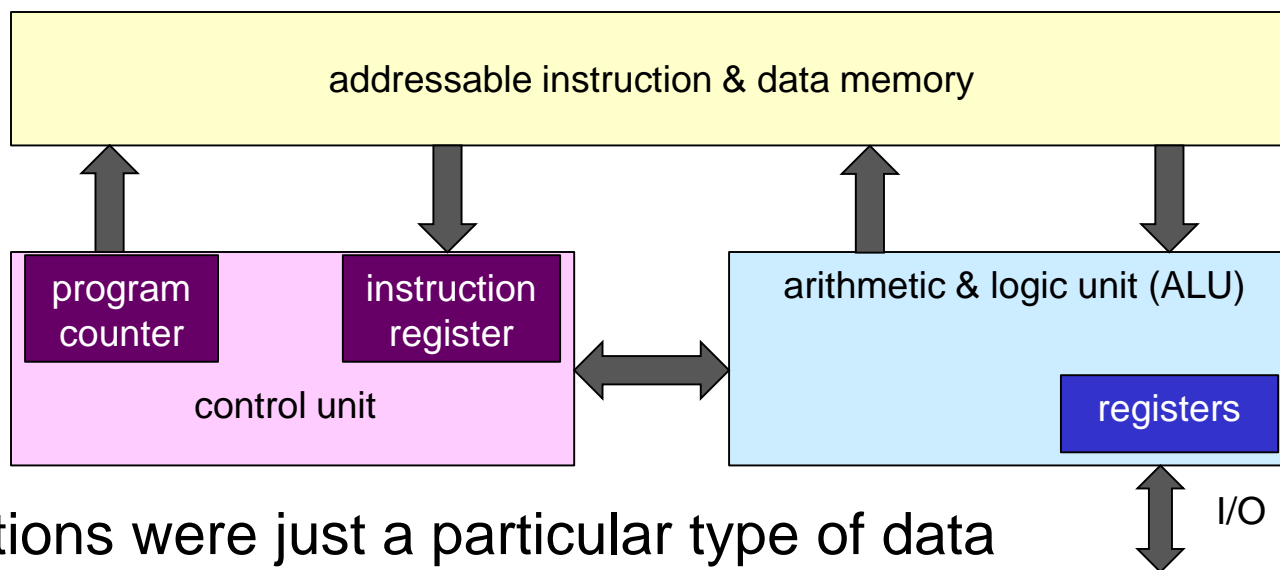 addressable instruction & data memory
program
counter
instruction
register
control unit
arithmetic & logic unit (ALU)
registers
I/O
tions were just a particular type of data